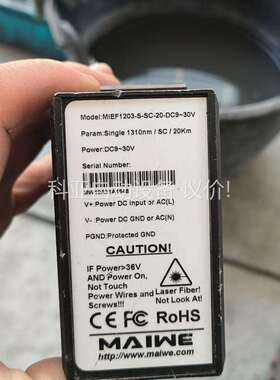 Model:MIEF1203-S-SC-20-DC9~30V
Param:Single 1310nm / SC / 20Km
Power:DC9~30V
Serial Number:
V+:Power DC Input or AC(L)
V-:Power DC GND or AC(N)
PGND:Protected GND
CAUTION!
IF Power>36V
AND Power On,
Not Touch
Power Wires and
Screws!!!
Laser Fiber!
Not Look At!
CE FC RoHS
MAIWE
http://www.maiwe.com